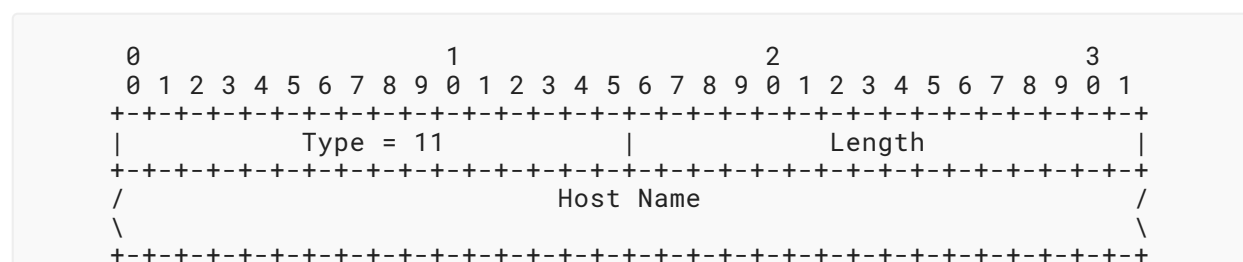 0                   1                   2                   3
0 1 2 3 4 5 6 7 8 9 0 1 2 3 4 5 6 7 8 9 0 1 2 3 4 5 6 7 8 9 0 1
+-+-+-+-+-+-+-+-+-+-+-+-+-+-+-+-+-+-+-+-+-+-+-+-+-+-+-+-+-+-+-+-+
|           Type = 11           |            Length             |
+-+-+-+-+-+-+-+-+-+-+-+-+-+-+-+-+-+-+-+-+-+-+-+-+-+-+-+-+-+-+-+-+
/                           Host Name                           /
\                                                               \
+-+-+-+-+-+-+-+-+-+-+-+-+-+-+-+-+-+-+-+-+-+-+-+-+-+-+-+-+-+-+-+-+